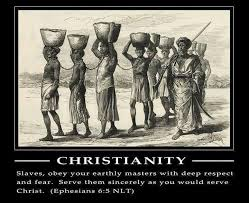 CHRISTIANITY
Slaves, obey your earthly masters with deep respect
and fear. Serve them sincerely as you would serve
Christ. (Ephesians 6:5 NLT)